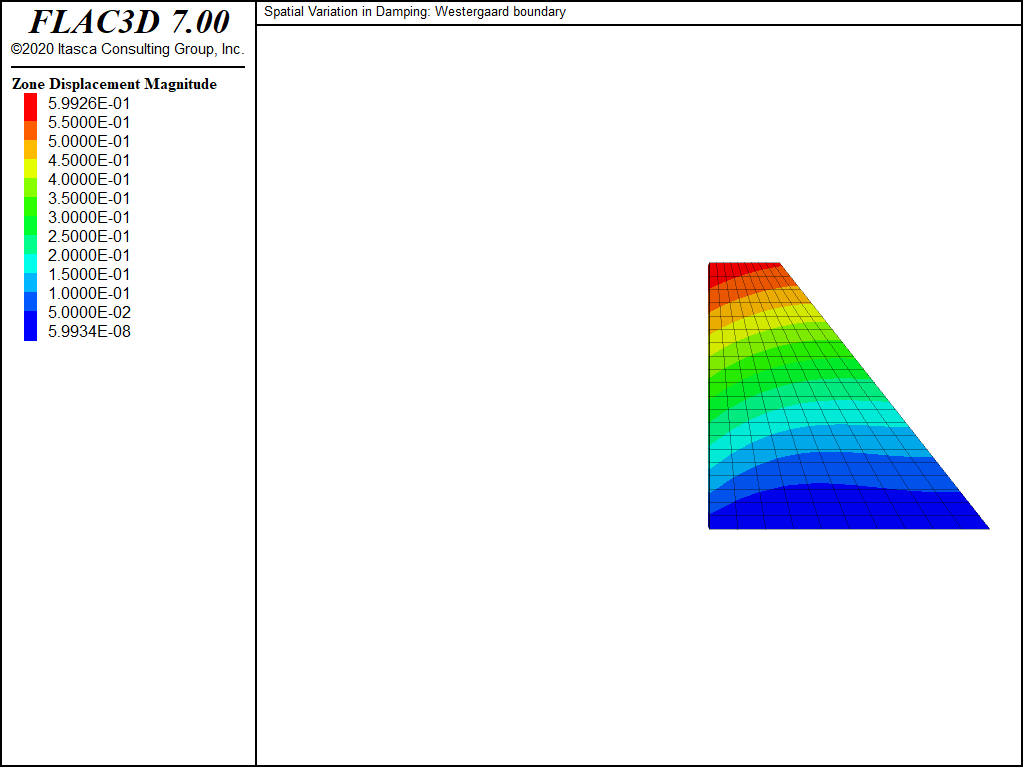 FLAC3D 7.00
©2020 Itasca Consulting Group, Inc.
Zone Displacement Magnitude
5.9926E-01
5.5000E-01
5.0000E-01
4.5000E-01
4.0000E-01
3.5000E-01
3.0000E-01
2.5000E-01
2.0000E-01
1.5000E-01
1.0000E-01
5.0000E-02
5.9934E-08
Spatial Variation in Damping: Westergaard boundary